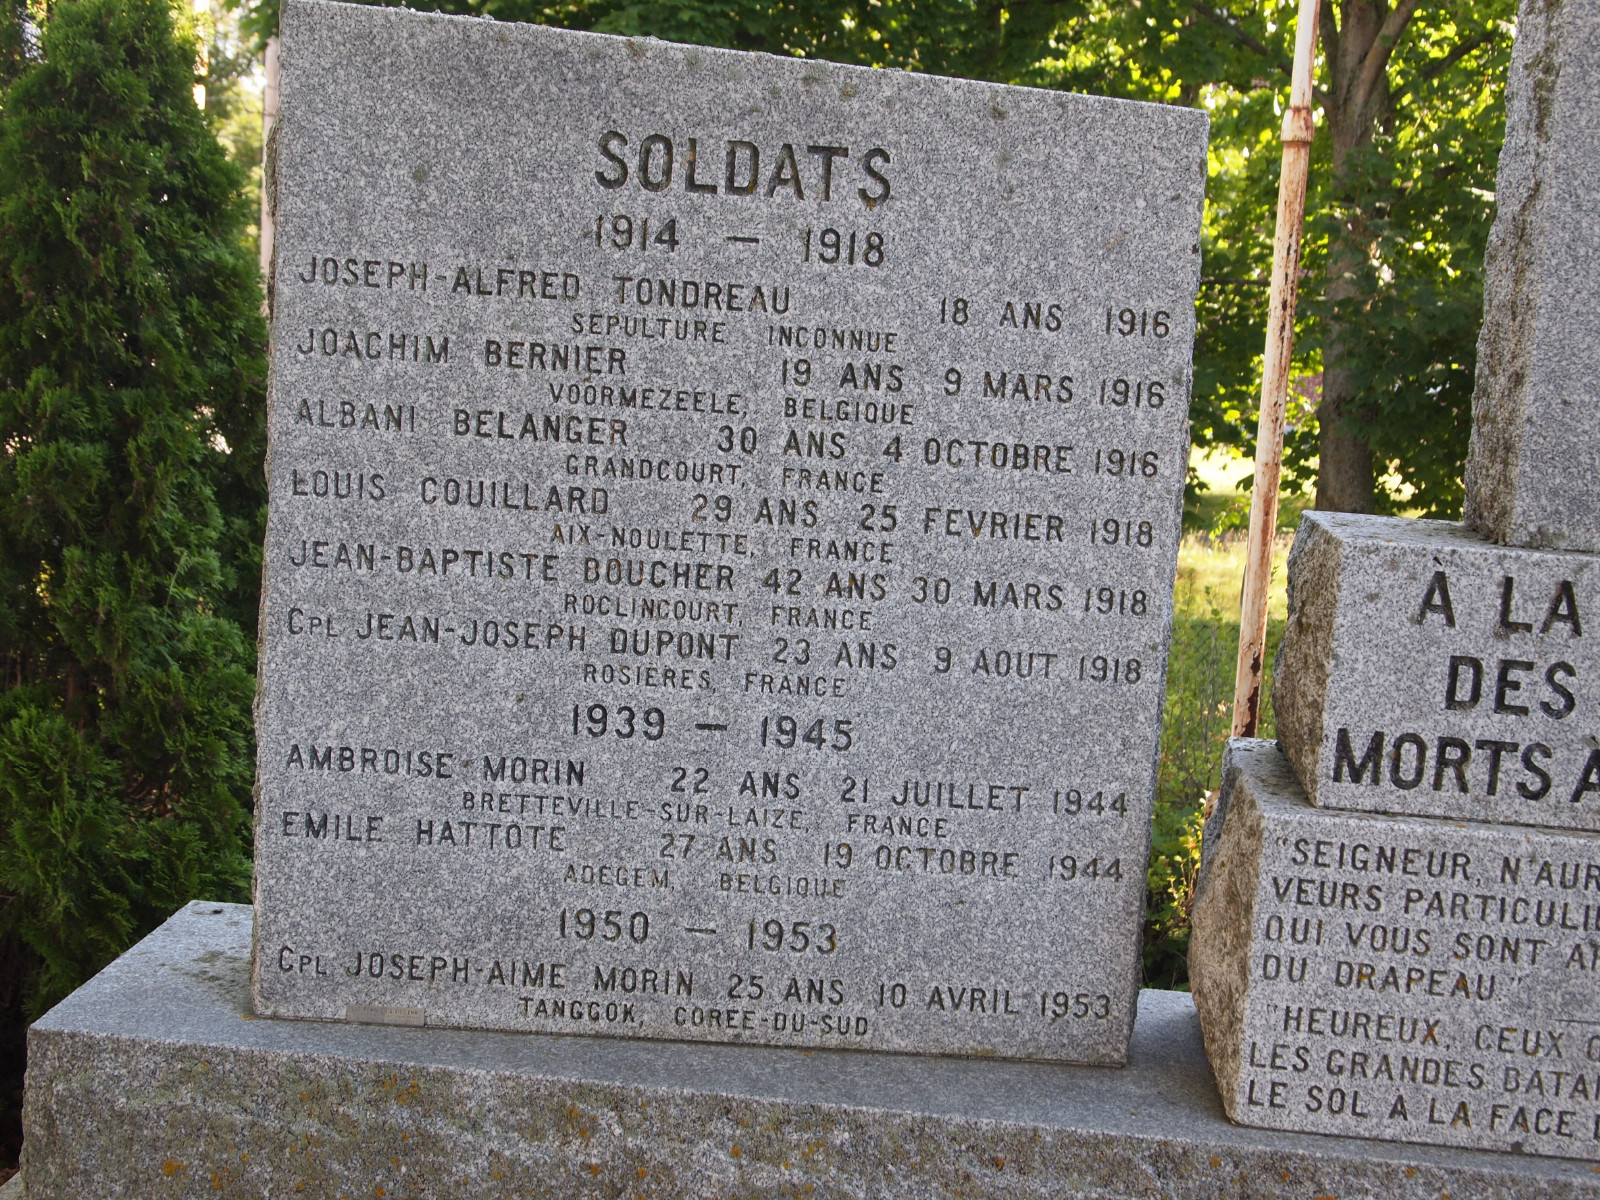 SOLDATS
1914 – 1918
JOSEPH-ALFRED TONDREAU 18 ANS 1916
SEPULTURE INCONNUE
JOACHIM BERNIER 19 ANS 9 MARS 1916
VOORMEZEELE, BELGIQUE
ALBANI BELANGER 30 ANS 4 OCTOBRE 1916
GRANDCOURT, FRANCE
LOUIS COUILLARD 29 ANS 25 FEVRIER 1918
AIX-NOULETTE, FRANCE
JEAN-BAPTISTE BOUCHER 42 ANS 30 MARS 1918
ROCLINCOURT, FRANCE
CPL JEAN-JOSEPH DUPONT 23 ANS 9 AOUT 1918
ROSIERES, FRANCE
1939 – 1945
AMBROISE MORIN 22 ANS 21 JUILLET 1944
BRETTEVILLE-SUR-LAIZE, FRANCE
EMILE HATTOTE 27 ANS 19 OCTOBRE 1944
ADEGEM, BELGIQUE
1950 – 1953
CPL JOSEPH-AIME MORIN 25 ANS 10 AVRIL 1953
TANGGOK, COREE-DU-SUD
À LA
DES
MORTS À
"SEIGNEUR, N'AUR
VEURS PARTICULI
QUI VOUS SONT
DU DRAPEAU."
"HEUREUX, CEUX
LES GRANDES BATAI
LE SOL A LA FACE